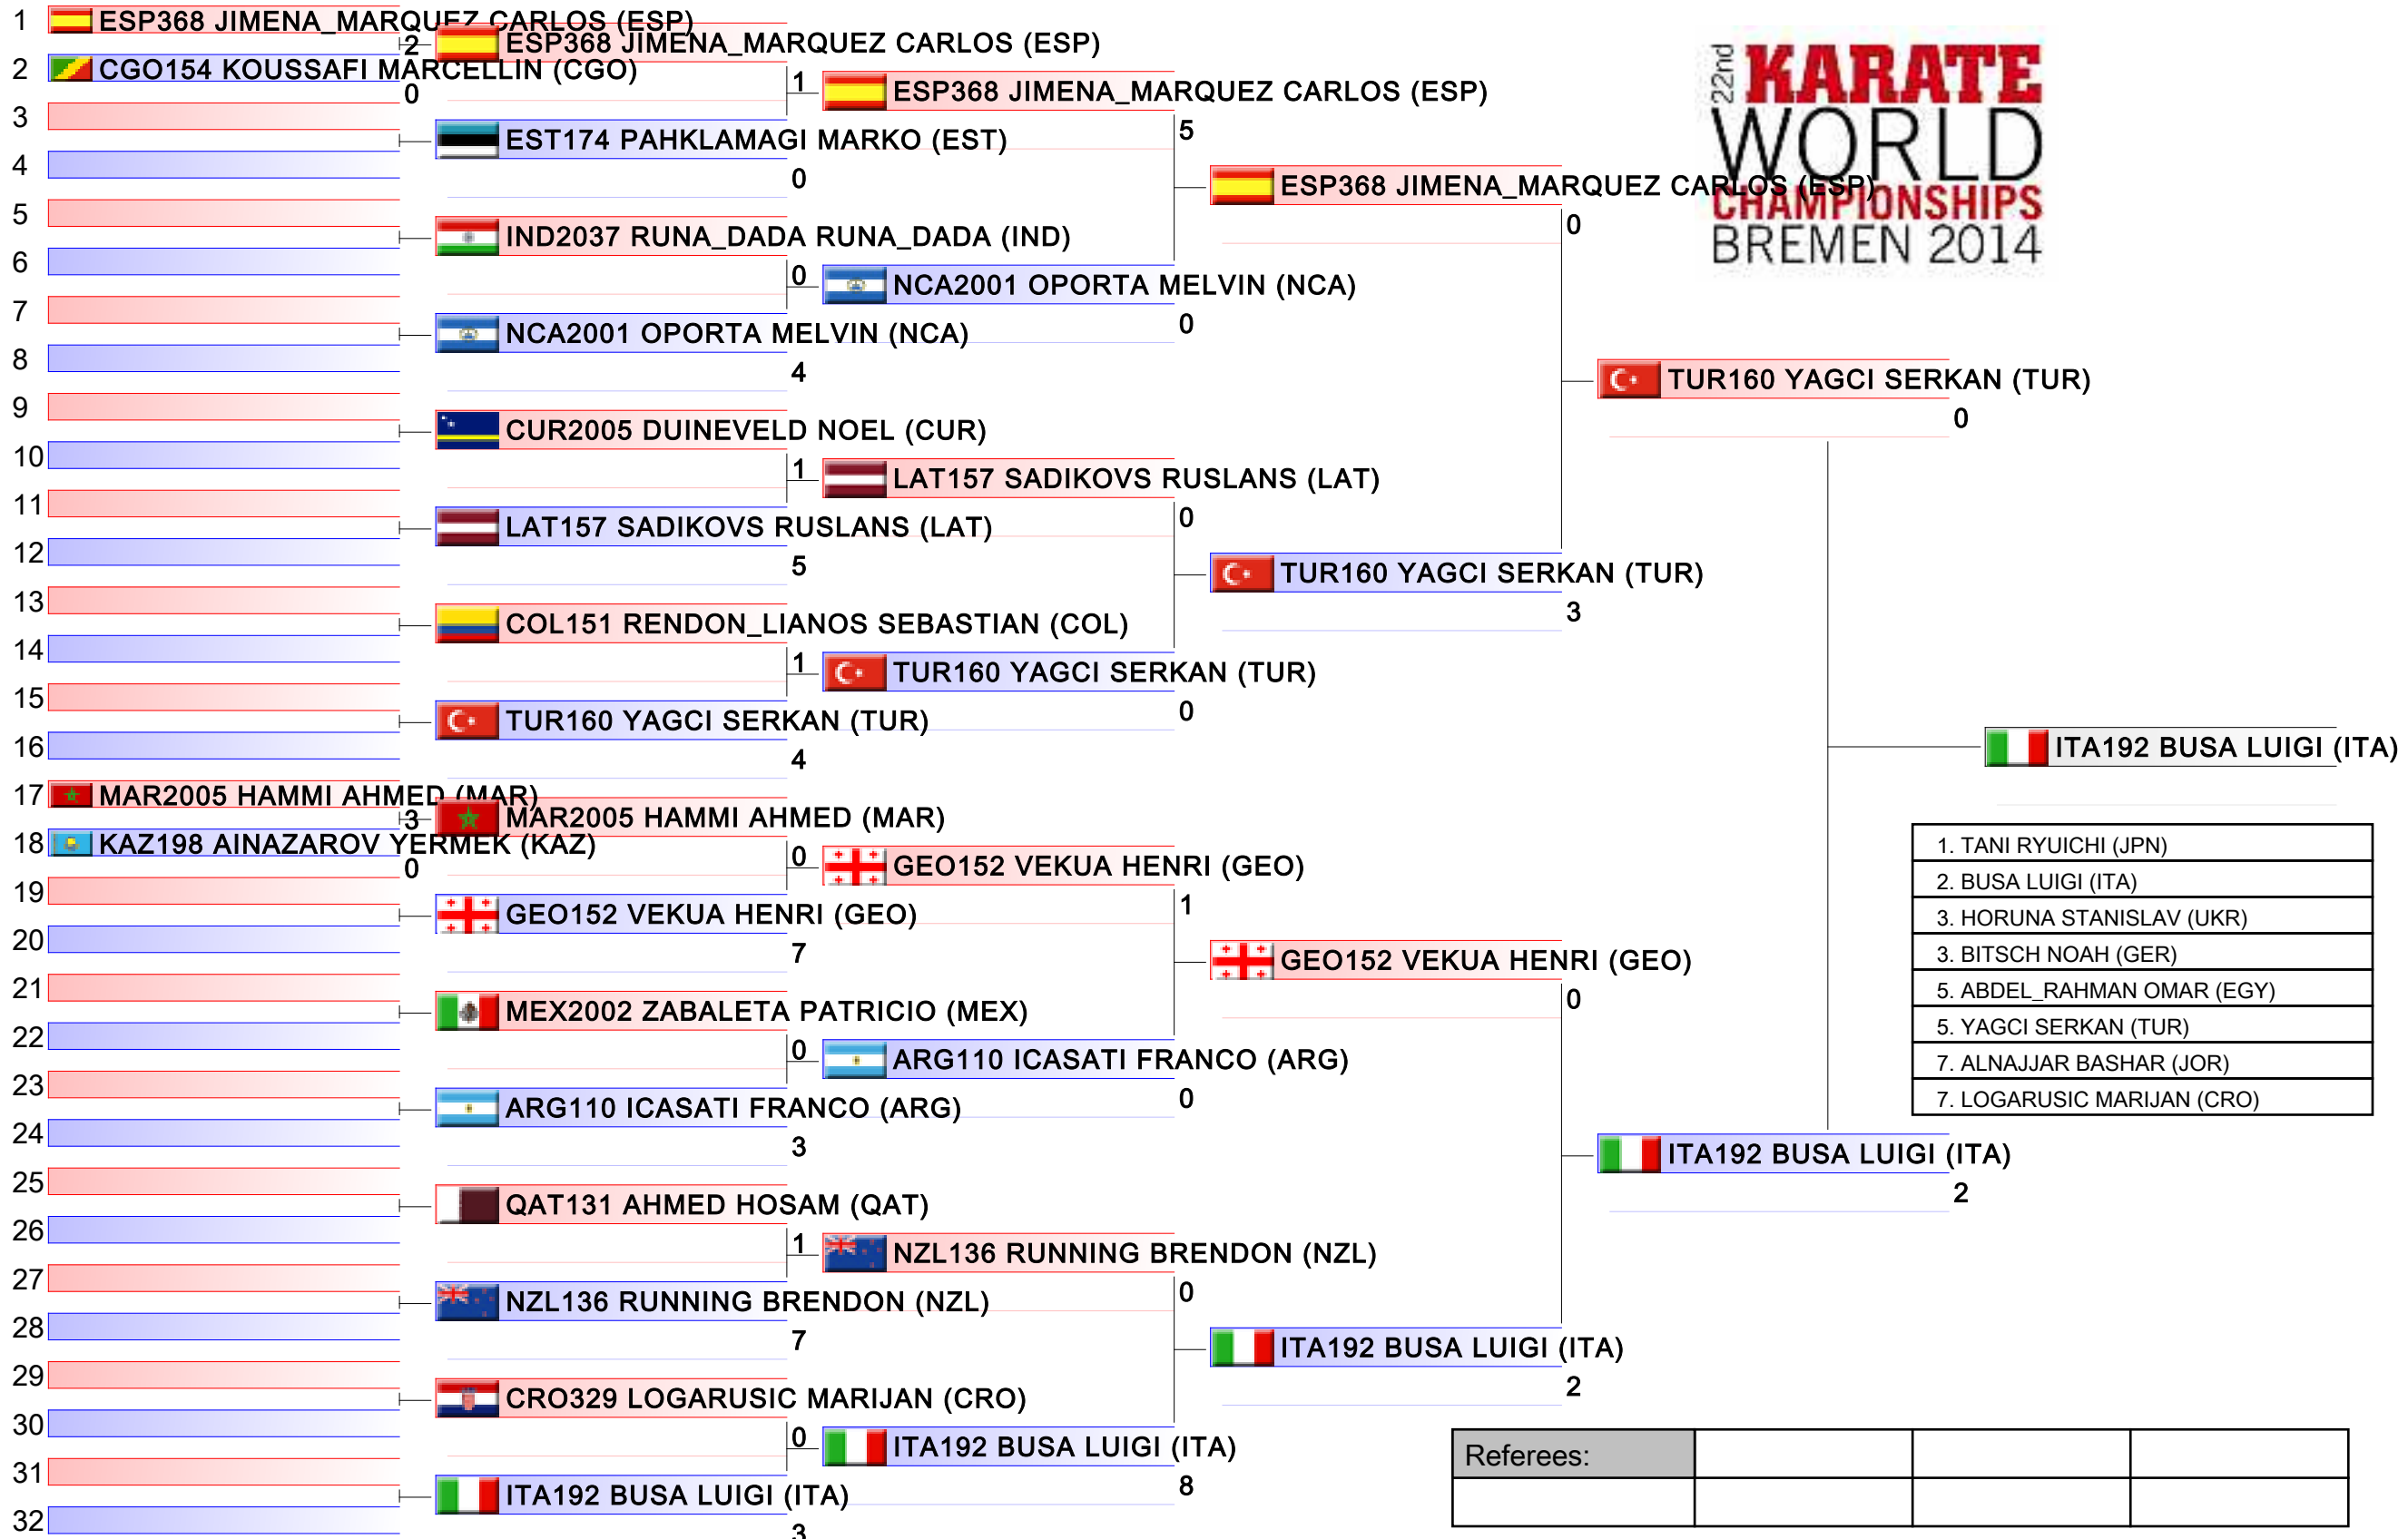 1 ESP368 JIMENA_MARQUEZ CARLOS (ESP)
2
ESP368 JIMENA_MARQUEZ CARLOS (ESP)
2 CGO154 KOUSSAFI MARCELLIN (CGO)
0
1
ESP368 JIMENA_MARQUEZ CARLOS (ESP)
3
EST174 PAHKLAMAGI MARKO (EST)
5
4
0
ESP368 JIMENA_MARQUEZ CARLOS (ESP)
5
IND2037 RUNA_DADA RUNA_DADA (IND)
0
6
0
NCA2001 OPORTA MELVIN (NCA)
7
NCA2001 OPORTA MELVIN (NCA)
0
8
4
TUR160 YAGCI SERKAN (TUR)
0
9
CUR2005 DUINEVELD NOEL (CUR)
10
1
LAT157 SADIKOVS RUSLANS (LAT)
11
LAT157 SADIKOVS RUSLANS (LAT)
0
12
5
TUR160 YAGCI SERKAN (TUR)
3
13
COL151 RENDON_LIANOS SEBASTIAN (COL)
14
1
TUR160 YAGCI SERKAN (TUR)
15
TUR160 YAGCI SERKAN (TUR)
0
16
4
ITA192 BUSA LUIGI (ITA)
17 MAR2005 HAMMI AHMED (MAR)
3
MAR2005 HAMMI AHMED (MAR)
18 KAZ198 AINAZAROV YERMEK (KAZ)
0
0
GEO152 VEKUA HENRI (GEO)
19
GEO152 VEKUA HENRI (GEO)
1
20
7
GEO152 VEKUA HENRI (GEO)
0
21
MEX2002 ZABALETA PATRICIO (MEX)
22
0
ARG110 ICASATI FRANCO (ARG)
23
ARG110 ICASATI FRANCO (ARG)
0
24
3
ITA192 BUSA LUIGI (ITA)
2
25
QAT131 AHMED HOSAM (QAT)
26
1
NZL136 RUNNING BRENDON (NZL)
27
NZL136 RUNNING BRENDON (NZL)
0
28
7
ITA192 BUSA LUIGI (ITA)
2
29
CRO329 LOGARUSIC MARIJAN (CRO)
30
0
ITA192 BUSA LUIGI (ITA)
31
ITA192 BUSA LUIGI (ITA)
8
32
3
22nd
KARATE
WORLD
CHAMPIONSHIPS
BREMEN 2014
1. TANI RYUICHI (JPN)
2. BUSA LUIGI (ITA)
3. HORUNA STANISLAV (UKR)
3. BITSCH NOAH (GER)
5. ABDEL_RAHMAN OMAR (EGY)
5. YAGCI SERKAN (TUR)
7. ALNAJJAR BASHAR (JOR)
7. LOGARUSIC MARIJAN (CRO)
Referees: